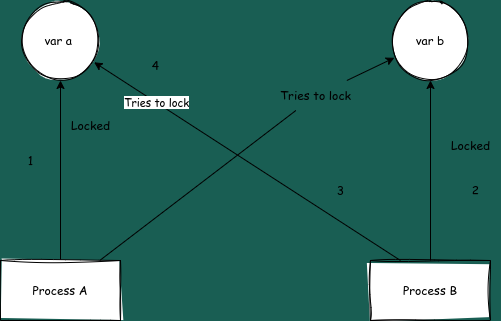 var a
var b
4
Tries to lock
Tries to lock
Locked
Locked
1
3
2
Process A
Process B